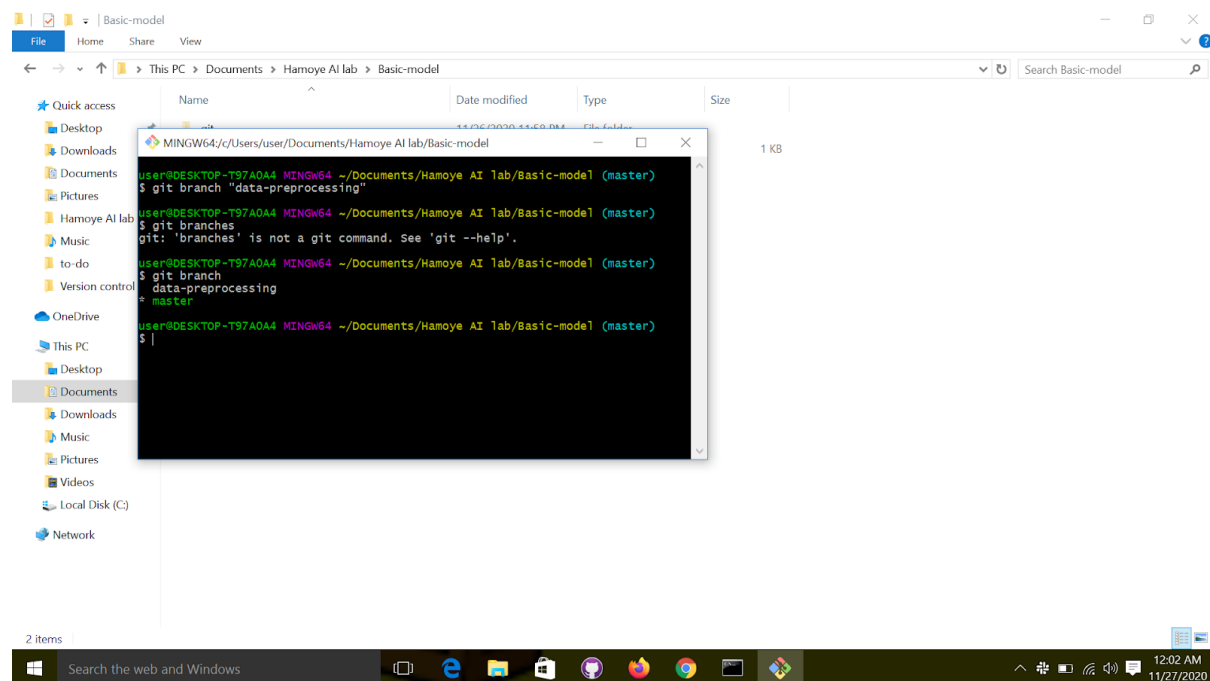 Basic-model
File Home Share View
This PC > Documents > Hamoye AI lab > Basic-model
Search Basic-model
Name Date modified Type Size
Quick access
Desktop
Downloads
Documents
Pictures
Hamoye AI lab
Music
to-do
Version control
OneDrive
This PC
Desktop
Documents
Downloads
Music
Pictures
Videos
Local Disk (C:)
Network
1 KB
MINGW64:/c/Users/user/Documents/Hamoye AI lab/Basic-model
user@DESKTOP-T97AOA4 MINGW64 ~/Documents/Hamoye AI lab/Basic-model (master)
$ git branch "data-preprocessing"
user@DESKTOP-T97AOA4 MINGW64 ~/Documents/Hamoye AI lab/Basic-model (master)
$ git branches
git: 'branches' is not a git command. See 'git --help'.
user@DESKTOP-T97AOA4 MINGW64 ~/Documents/Hamoye AI lab/Basic-model (master)
$ git branch
data-preprocessing
* master
user@DESKTOP-T97AOA4 MINGW64 ~/Documents/Hamoye AI lab/Basic-model (master)
$
2 items
Search the web and Windows
12:02 AM
11/27/2020